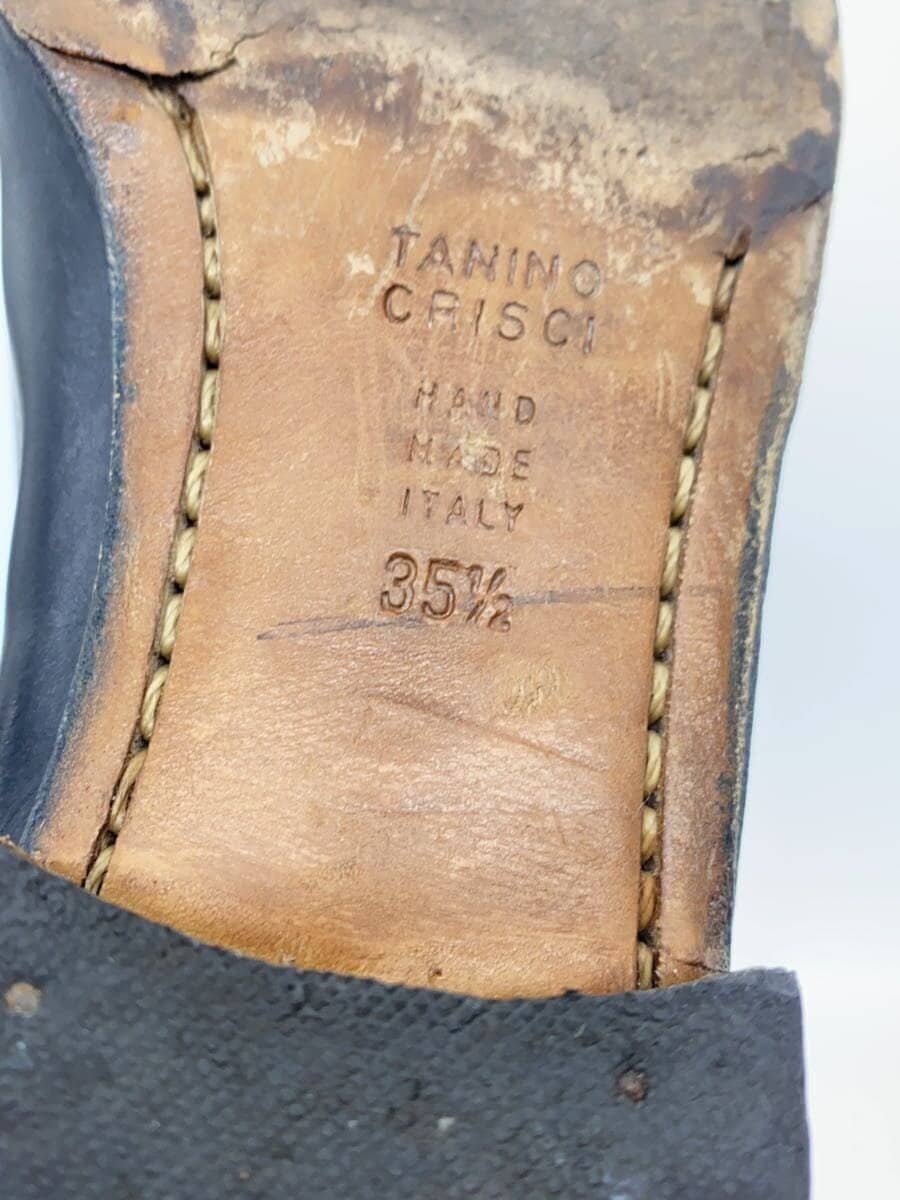 TANINO
CRISCI
HAND
MADE
ITALY
35½